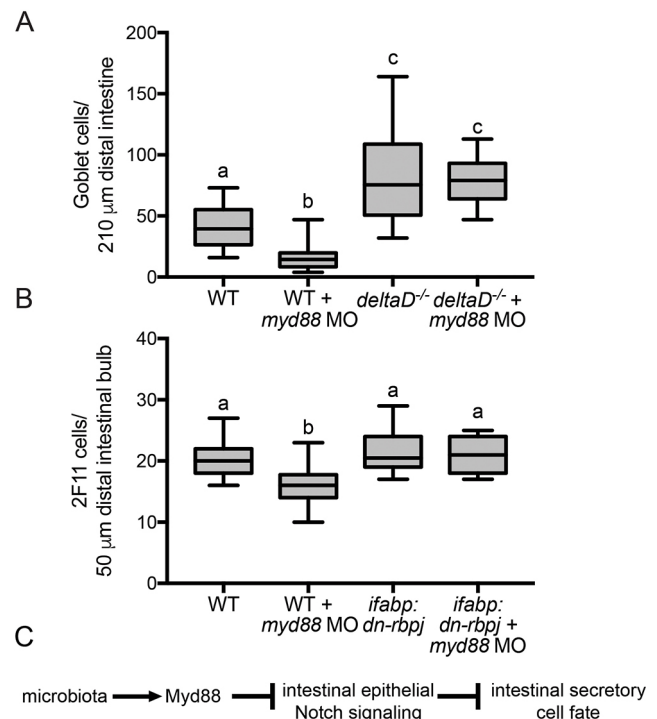 A
Goblet cells/
210 μm distal intestine
200
150
100
50
0
a
b
c
c
WT
WT +
myd88 MO
deltaD-/-
deltaD-/- +
myd88 MO
B
2F11 cells/
50 μm distal intestinal bulb
40
30
20
10
0
a
b
a
a
WT
WT +
myd88 MO
ifabp:
dn-rbpj
ifabp:
dn-rbpj +
myd88 MO
C
microbiota
Myd88
intestinal epithelial
Notch signaling
intestinal secretory
cell fate